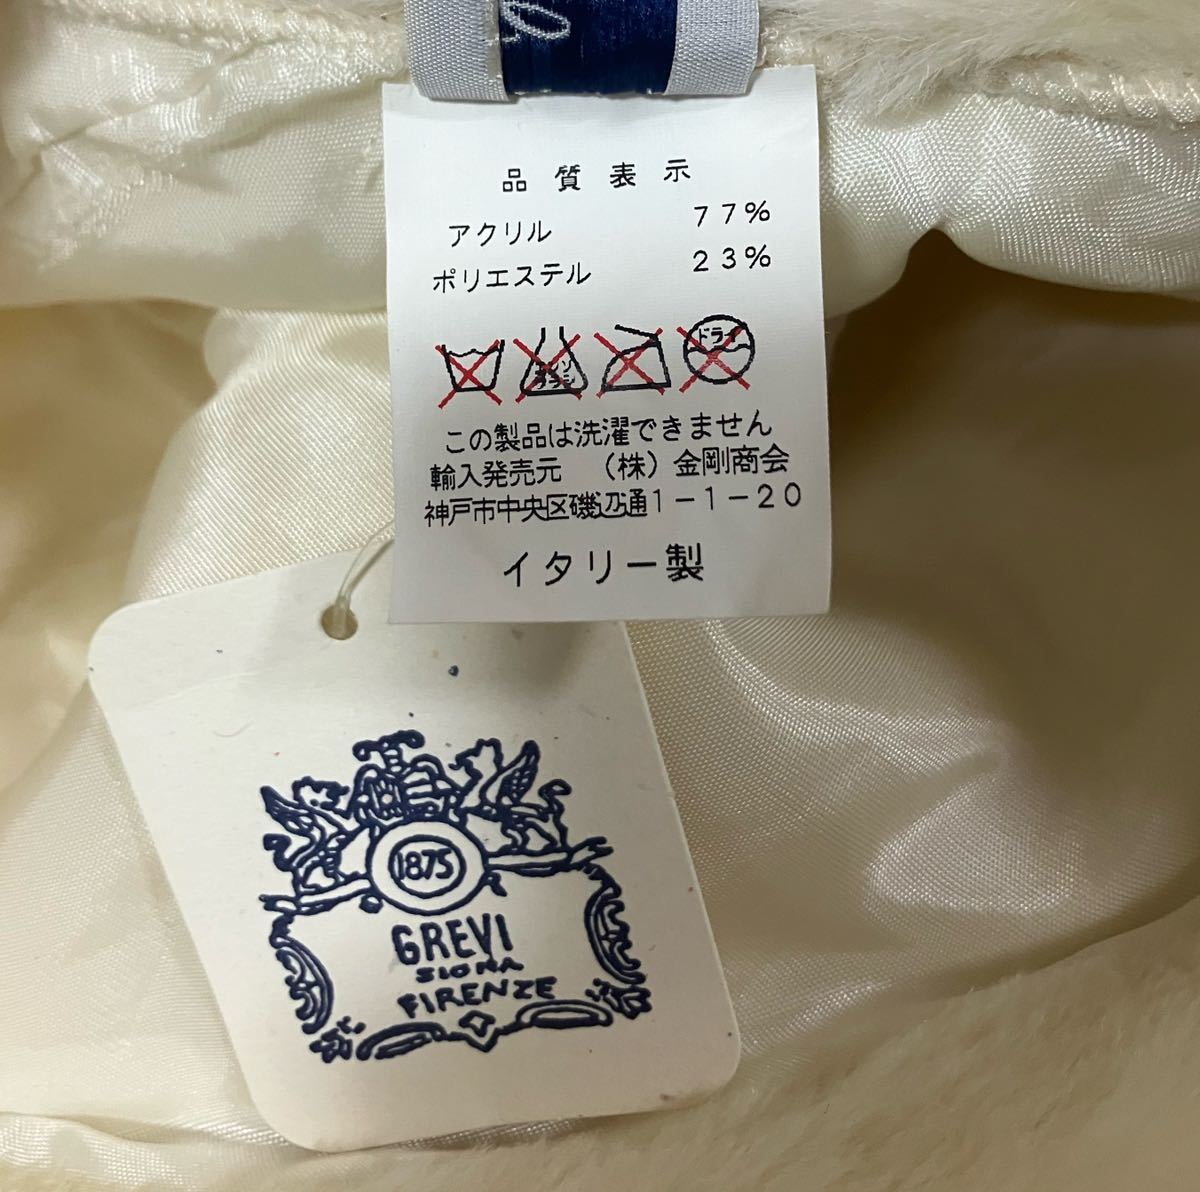 品質表示
アクリル 77%
ポリエステル 23%
ドライ
この製品は洗濯できません
輸入発売元 (株)金剛商会
神戸市中央区磯辺通1-1-20
イタリー製
1875
GREVI
SIGNA
FIRENZE